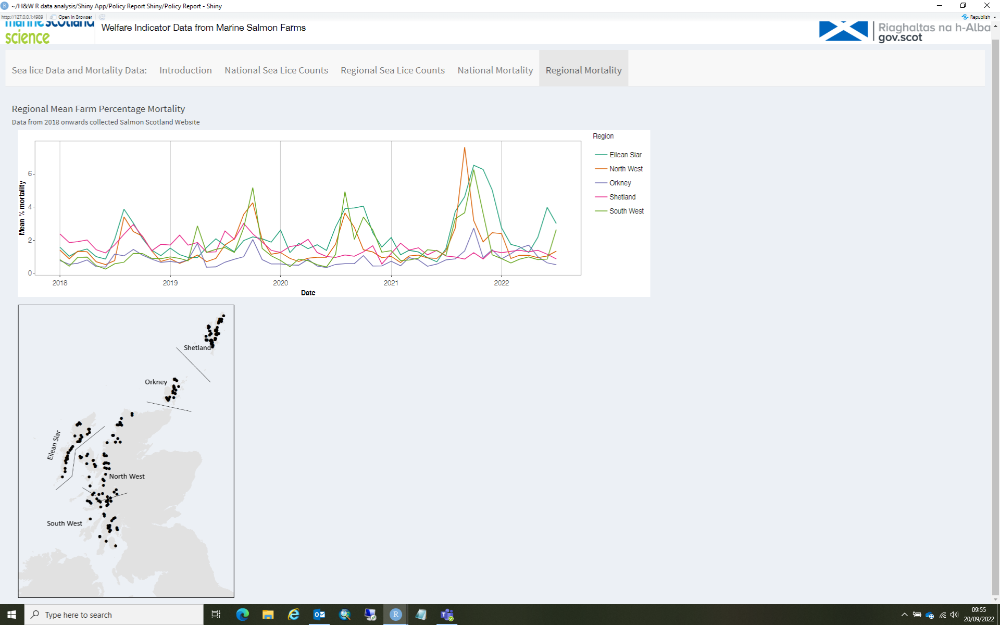 ~/H&W R data analysis/Shiny App/Policy Report Shiny/Policy Report - Shiny
http://127.0.0.1:4989 Open in Browser Republish
marinescotland
science
Welfare Indicator Data from Marine Salmon Farms
Riaghaltas na h-Alba
gov.scot
Sea lice Data and Mortality Data: Introduction National Sea Lice Counts Regional Sea Lice Counts National Mortality Regional Mortality
Regional Mean Farm Percentage Mortality
Data from 2018 onwards collected Salmon Scotland Website
Mean % mortality
6
4
2
0
2018 2019 2020 2021 2022
Date
Region
Eilean Siar
North West
Orkney
Shetland
South West
Shetland
Orkney
Eilean Siar
North West
South West
Type here to search
R
09:55
20/09/2022